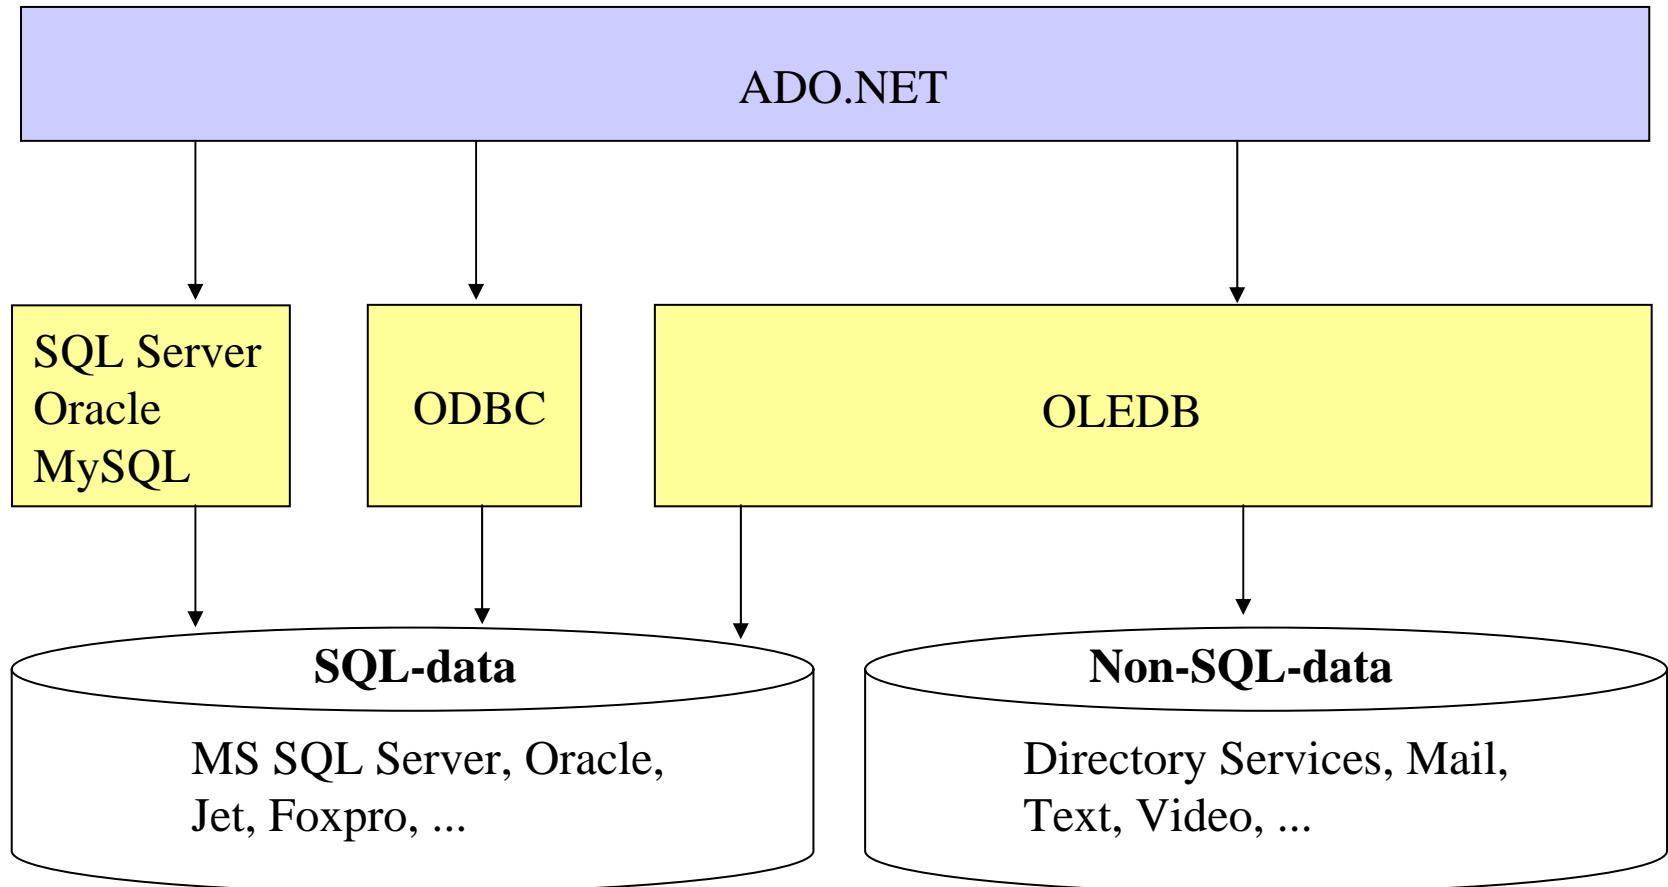 ADO.NET
SQL Server
Oracle
MySQL
ODBC
OLEDB
SQL-data
MS SQL Server, Oracle,
Jet, Foxpro, ...
Non-SQL-data
Directory Services, Mail,
Text, Video, ...